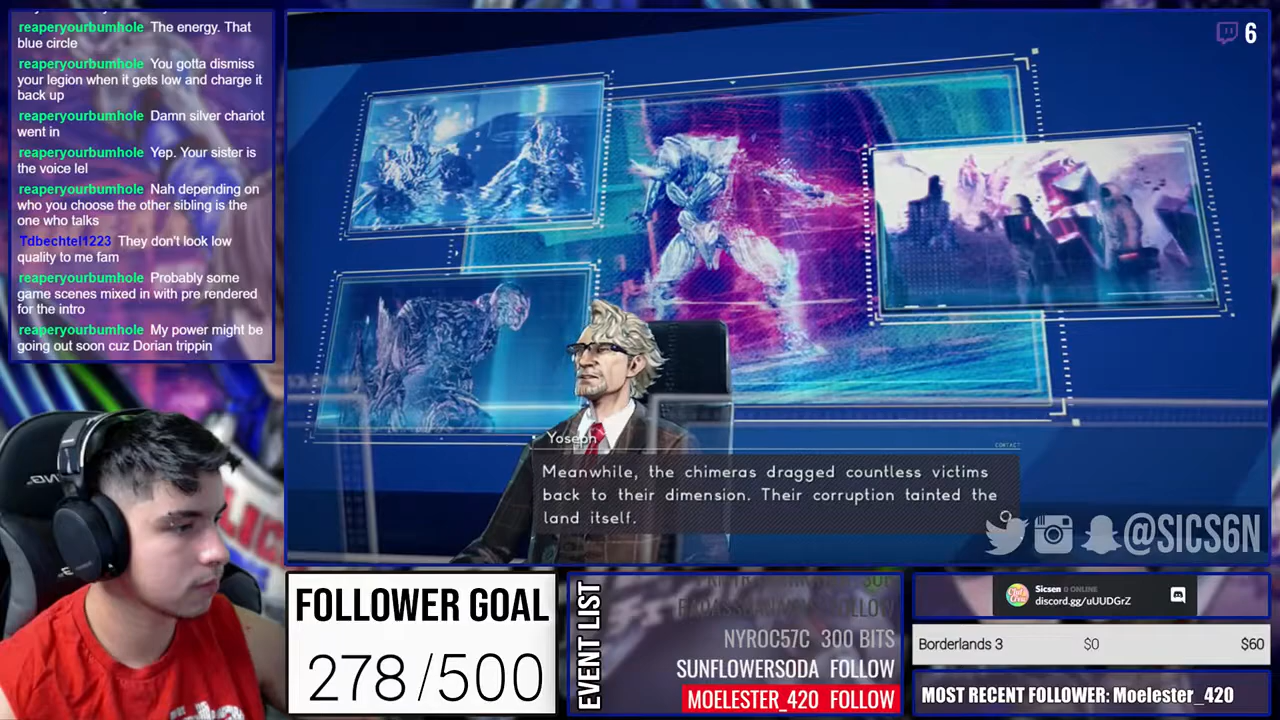 reaperyourbumhole The energy. That
blue circle
reaperyourbumhole You gotta dismiss
your legion when it gets low and charge it
back up
reaperyourbumhole Damn silver chariot
went in
reaperyourbumhole Yep. Your sister is
the voice lel
reaperyourbumhole Nah depending on
who you choose the other sibling is the
one who talks
Tdbechtel1223 They don't look low
quality to me fam
reaperyourbumhole Probably some
game scenes mixed in with pre rendered
for the intro
reaperyourbumhole My power might be
going out soon cuz Dorian trippin
6
Yoseph
CONTACT
Meanwhile, the chimeras dragged countless victims
back to their dimension. Their corruption tainted the
land itself.
@SICS6N
FOLLOWER GOAL
278/500
EVENT LIST
FOLLOW
NYROC57C 300 BITS
SUNFLOWERSODA FOLLOW
MOELESTER_420 FOLLOW
Sicsen 0 ONLINE
discord.gg/uUUDGrZ
Borderlands 3 $0 $60
MOST RECENT FOLLOWER: Moelester_420